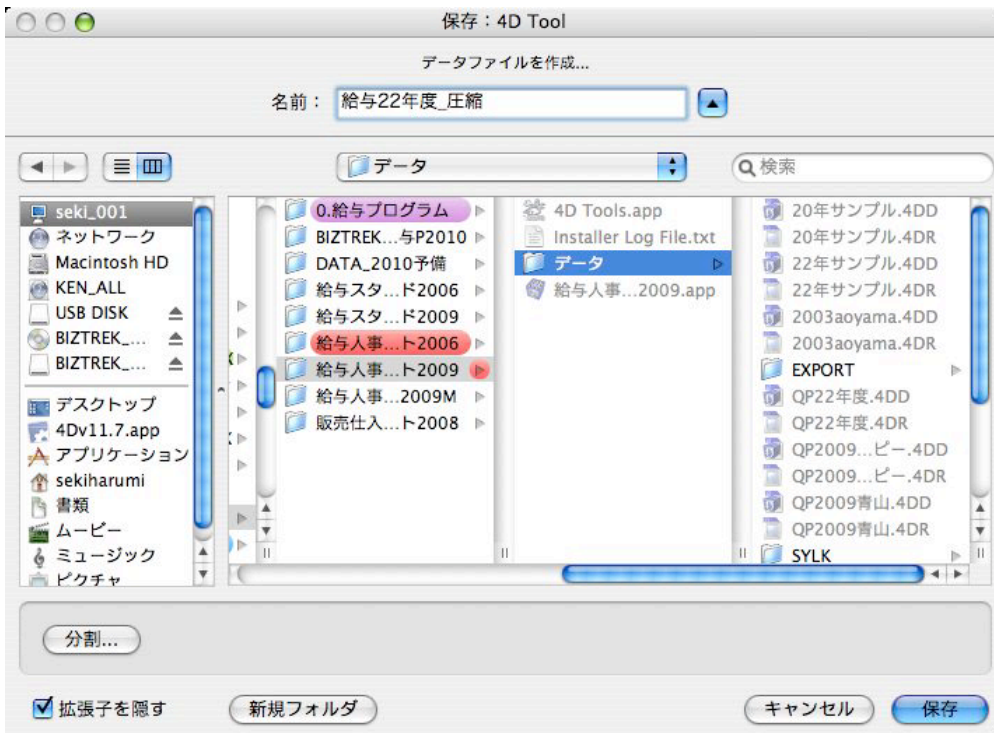 保存：4D Tool
データファイルを作成...
名前：
給与22年度_圧縮
データ
検索
seki_001
ネットワーク
Macintosh HD
KEN_ALL
USB DISK
BIZTREK_...
BIZTREK_...
デスクトップ
4Dv11.7.app
アプリケーション
sekiharumi
書類
ムービー
ミュージック
ピクチャ
0.給与プログラム
BIZTREK...与P2010
DATA_2010予備
給与スタ...ド2006
給与スタ...ド2009
給与人事...ト2006
給与人事...ト2009
給与人事...2009M
販売仕入...ト2008
4D Tools.app
Installer Log File.txt
データ
給与人事...2009.app
20年サンプル.4DD
20年サンプル.4DR
22年サンプル.4DD
22年サンプル.4DR
2003aoyama.4DD
2003aoyama.4DR
EXPORT
QP22年度.4DD
QP22年度.4DR
QP2009...ピー.4DD
QP2009...ピー.4DR
QP2009青山.4DD
QP2009青山.4DR
SYLK
分割...
拡張子を隠す
新規フォルダ
キャンセル
保存